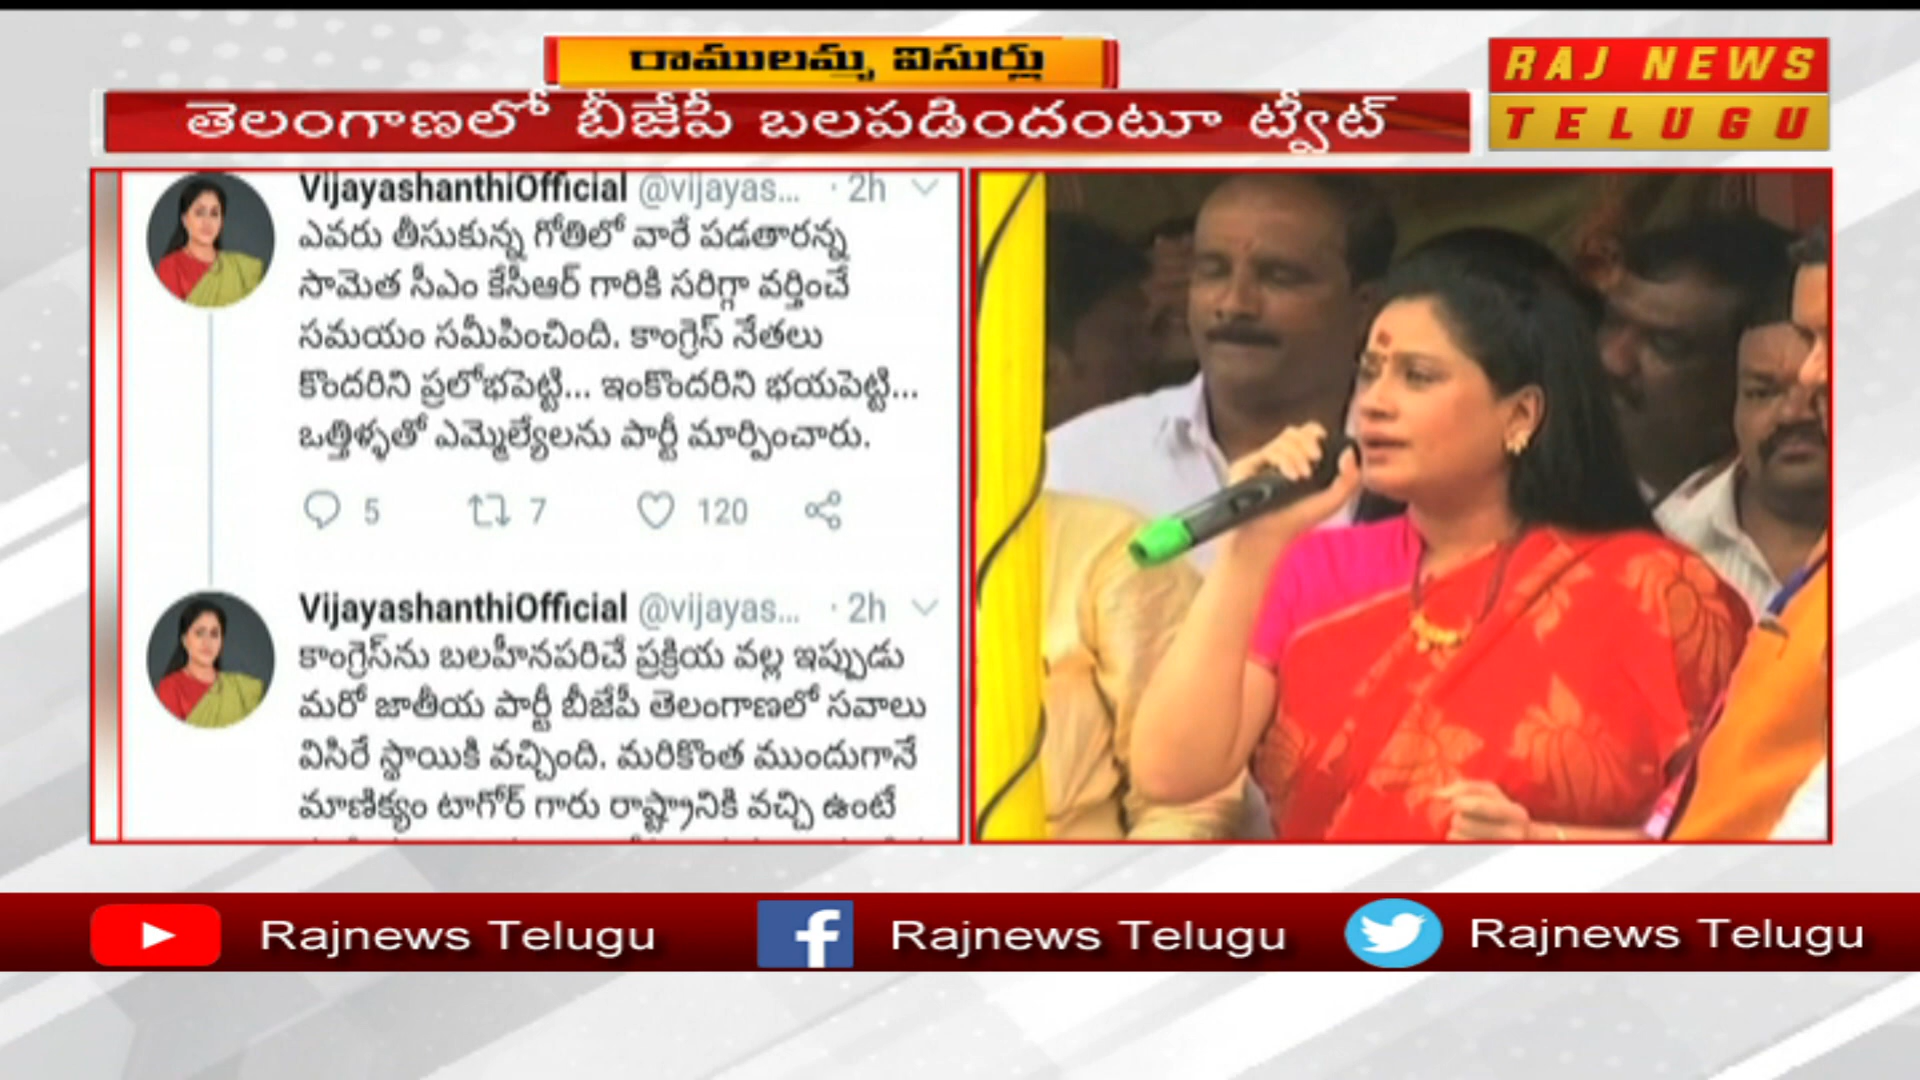 రాములమ్మ ఐసుర్లు
తెలంగాణలో బీజేపీ బలపడిందంటూ ట్వీట్
RAJ NEWS
TELUGU
VijayashanthiOfficial @vijayas... · 2h
ఎవరు తీసుకున్న గోతిలో వారే పడతారన్న
సామెత సీఎం కేసీఆర్ గారికి సరిగ్గా వర్తించే
సమయం సమీపించింది. కాంగ్రెస్ నేతలు
కొందరిని ప్రలోభపెట్టి... ఇంకొందరిని భయపెట్టి...
ఒత్తిళ్ళతో ఎమ్మెల్యేలను పార్టీ మార్పించారు.
5 7 120
VijayashanthiOfficial @vijayas... · 2h
కాంగ్రెస్‌ను బలహీనపరిచే ప్రక్రియ వల్ల ఇప్పుడు
మరో జాతీయ పార్టీ బీజేపీ తెలంగాణలో సవాలు
విసిరే స్థాయికి వచ్చింది. మరికొంత ముందుగానే
మాణిక్యం టాగోర్ గారు రాష్ట్రానికి వచ్చి ఉంటే
Rajnews Telugu
Rajnews Telugu
Rajnews Telugu